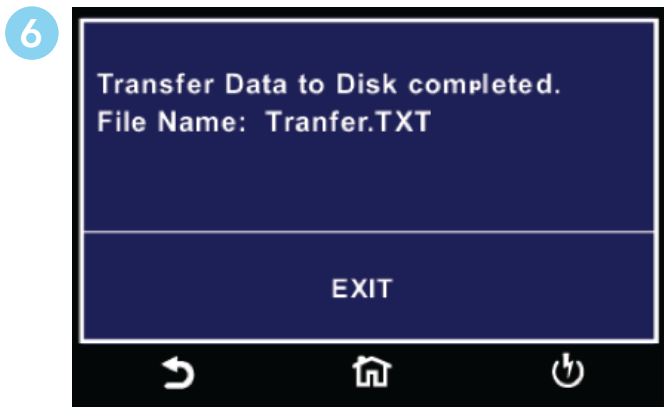 6
Transfer Data to Disk completed.
File Name: Tranfer.TXT
EXIT